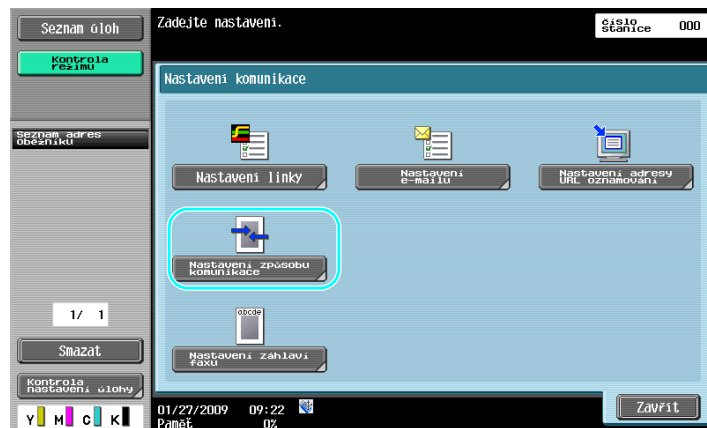 Seznam úloh
Kontrola
režimu
Seznam adres
oběžníku
1/ 1
Smazat
Kontrola
nastavení úlohy
Y M C K
Zadejte nastavení.
číslo
stanice 000
Nastavení komunikace
Nastavení linky
Nastavení
e-mailu
Nastavení adresy
URL oznamování
Nastavení způsobu
komunikace
abcde
Nastavení záhlaví
faxu
01/27/2009 09:22
Paměť 0%
Zavřít